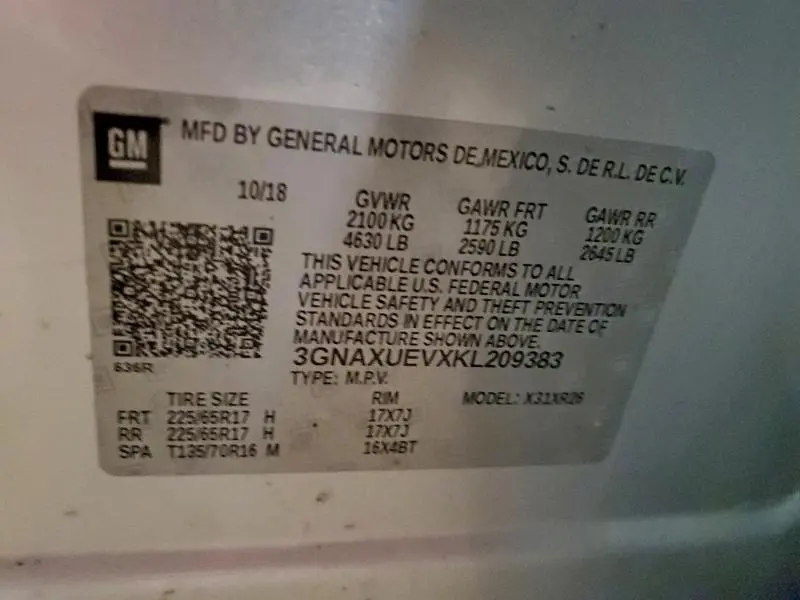 GM MFD BY GENERAL MOTORS DE MEXICO, S. DE R.L. DE C.V.
10/18 GVWR GAWR FRT GAWR RR
2100 KG 1175 KG 1200 KG
4630 LB 2590 LB 2645 LB
THIS VEHICLE CONFORMS TO ALL
APPLICABLE U.S. FEDERAL MOTOR
VEHICLE SAFETY AND THEFT PREVENTION
STANDARDS IN EFFECT ON THE DATE OF
MANUFACTURE SHOWN ABOVE.
3GNAXUEVXKL209383
636R TYPE: M.P.V.
TIRE SIZE RIM MODEL: X31XR26
FRT 225/65R17 H 17X7J
RR 225/65R17 H 17X7J
SPA T135/70R16 M 16X4BT